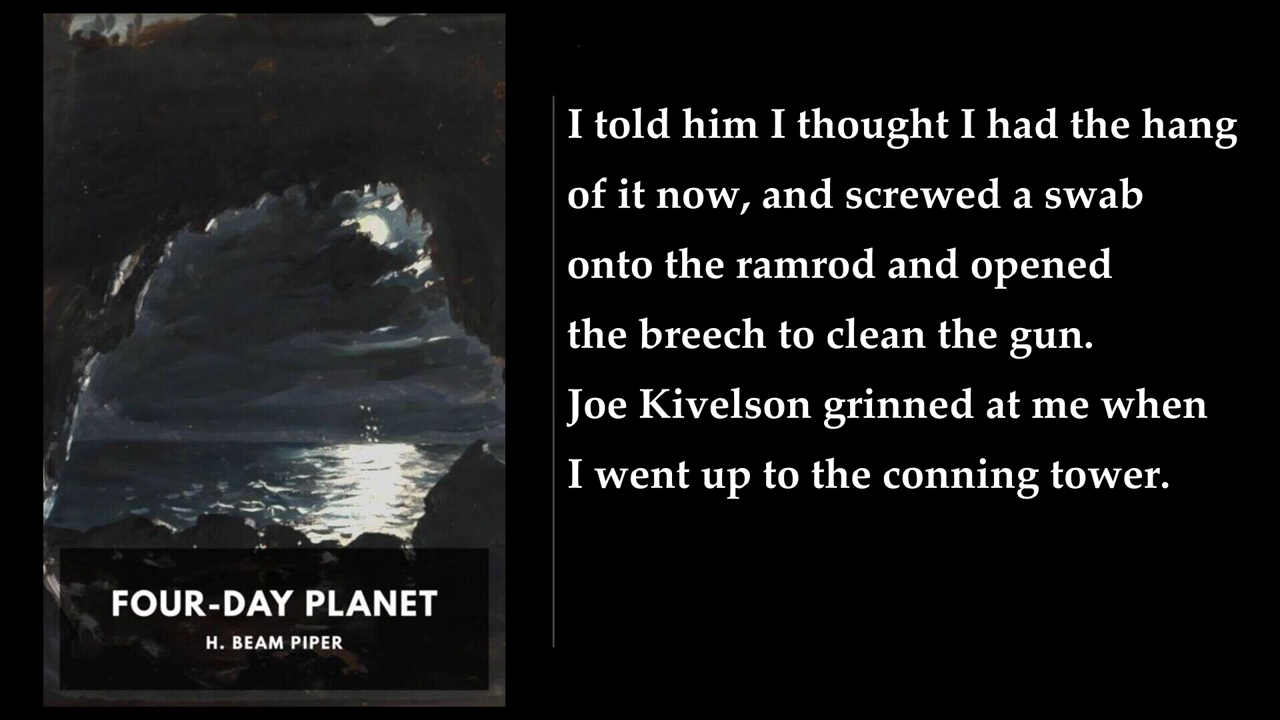 I told him I thought I had the hang
of it now, and screwed a swab
onto the ramrod and opened
the breech to clean the gun.
Joe Kivelson grinned at me when
I went up to the conning tower.
FOUR-DAY PLANET
H. BEAM PIPER